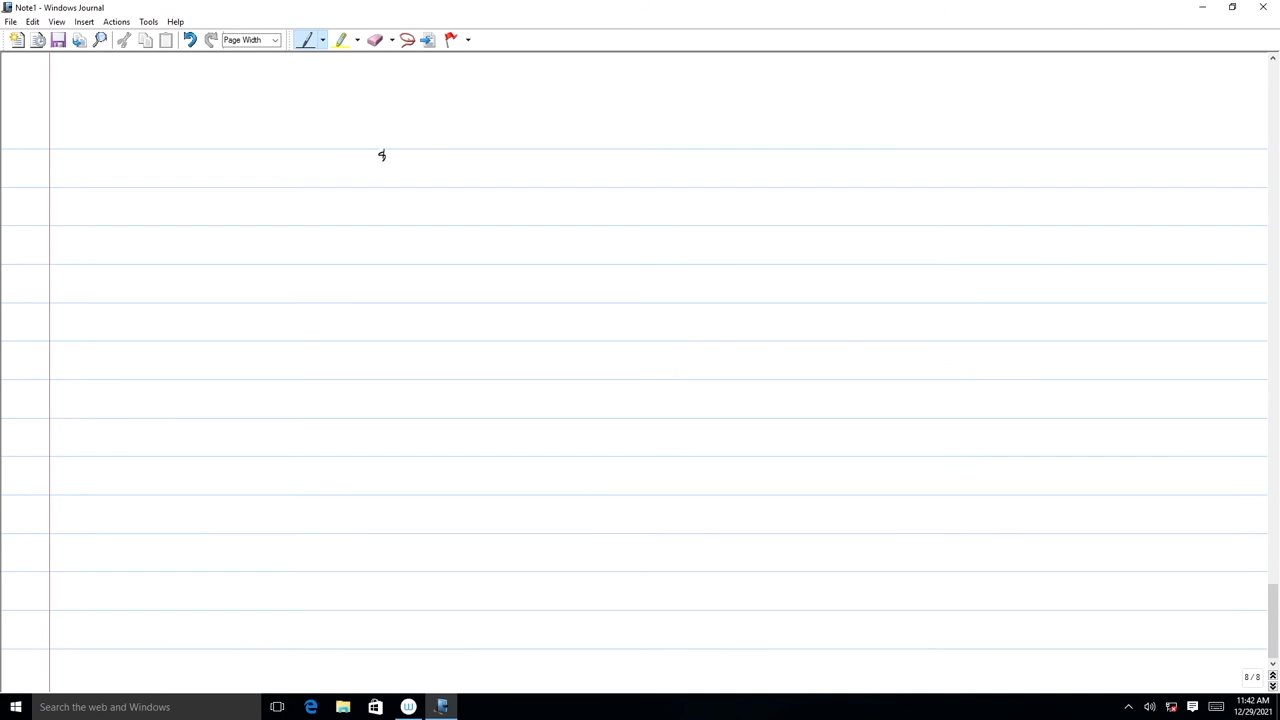 Note1 - Windows Journal
File Edit View Insert Actions Tools Help
Page Width
8 / 8
Search the web and Windows
11:42 AM
12/29/2021